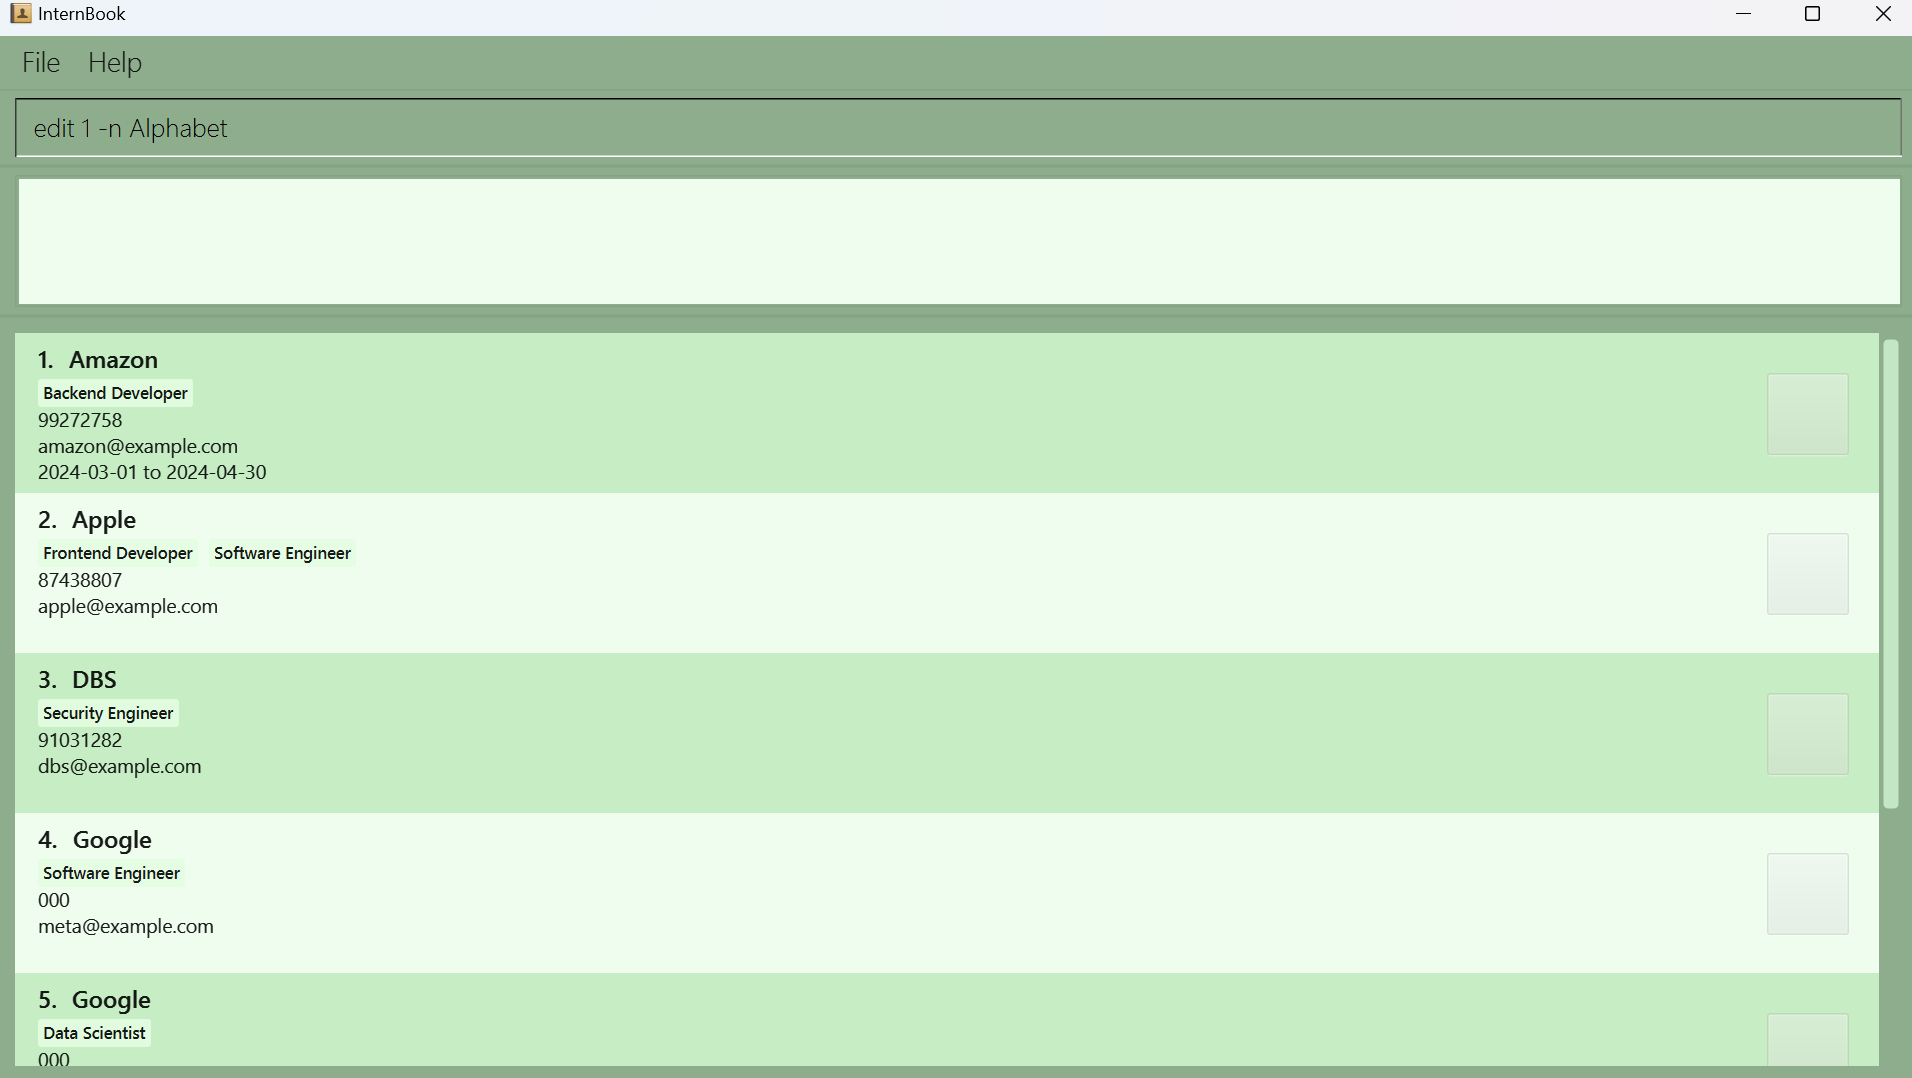 InternBook
File Help
edit 1 -n Alphabet
1. Amazon
Backend Developer
99272758
amazon@example.com
2024-03-01 to 2024-04-30
2. Apple
Frontend Developer Software Engineer
87438807
apple@example.com
3. DBS
Security Engineer
91031282
dbs@example.com
4. Google
Software Engineer
000
meta@example.com
5. Google
Data Scientist
000